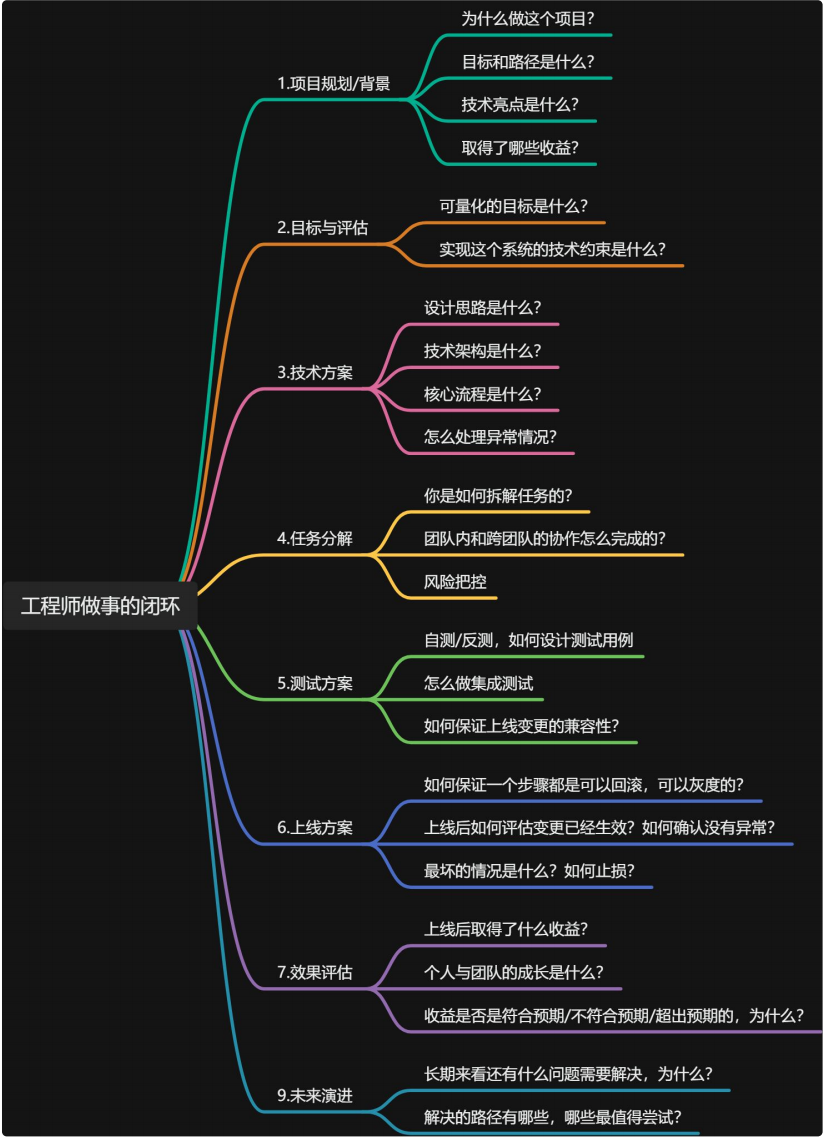 工程师做事的闭环
1.项目规划/背景
为什么做这个项目？
目标和路径是什么？
技术亮点是什么？
取得了哪些收益？
2.目标与评估
可量化的目标是什么？
实现这个系统的技术约束是什么？
3.技术方案
设计思路是什么？
技术架构是什么？
核心流程是什么？
怎么处理异常情况？
4.任务分解
你是如何拆解任务的？
团队内和跨团队的协作怎么完成的？
风险把控
5.测试方案
自测/反测，如何设计测试用例
怎么做集成测试
如何保证上线变更的兼容性？
6.上线方案
如何保证一个步骤都是可以回滚，可以灰度的？
上线后如何评估变更已经生效？如何确认没有异常？
最坏的情况是什么？如何止损？
7.效果评估
上线后取得了什么收益？
个人与团队的成长是什么？
收益是否是符合预期/不符合预期/超出预期的，为什么？
9.未来演进
长期来看还有什么问题需要解决，为什么？
解决的路径有哪些，哪些最值得尝试？